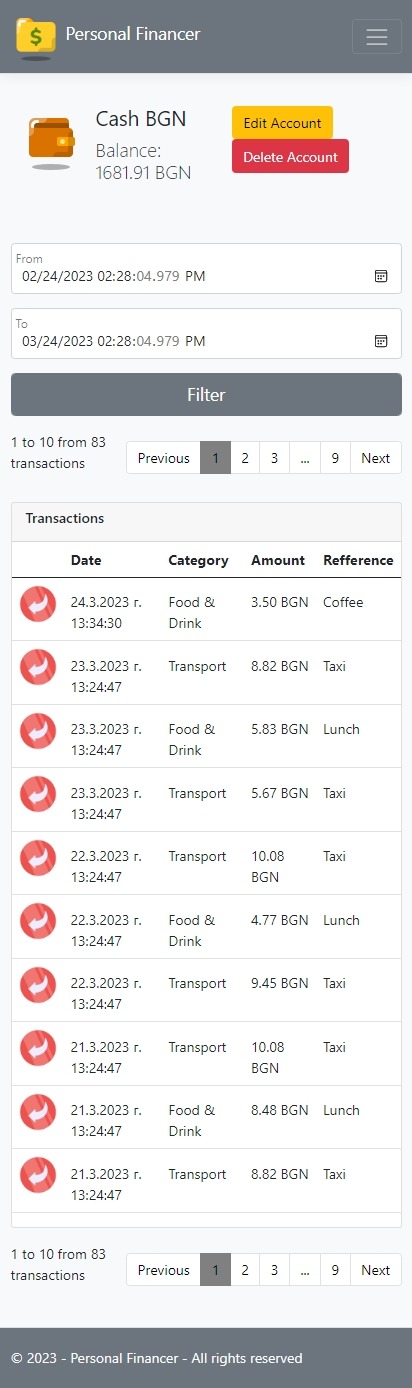 Personal Financer
Cash BGN
Balance:
1681.91 BGN
Edit Account
Delete Account
From
02/24/2023 02:28:04.979 PM
To
03/24/2023 02:28:04.979 PM
Filter
1 to 10 from 83
transactions
Previous 1 2 3 ... 9 Next
Transactions
Date Category Amount Refference
24.3.2023 г. Food & 3.50 BGN Coffee
13:34:30 Drink
23.3.2023 г. Transport 8.82 BGN Taxi
13:24:47
23.3.2023 г. Food & 5.83 BGN Lunch
13:24:47 Drink
23.3.2023 г. Transport 5.67 BGN Taxi
13:24:47
22.3.2023 г. Transport 10.08 Taxi
13:24:47 BGN
22.3.2023 г. Food & 4.77 BGN Lunch
13:24:47 Drink
22.3.2023 г. Transport 9.45 BGN Taxi
13:24:47
21.3.2023 г. Transport 10.08 Taxi
13:24:47 BGN
21.3.2023 г. Food & 8.48 BGN Lunch
13:24:47 Drink
21.3.2023 г. Transport 8.82 BGN Taxi
13:24:47
1 to 10 from 83
transactions
Previous 1 2 3 ... 9 Next
© 2023 - Personal Financer - All rights reserved